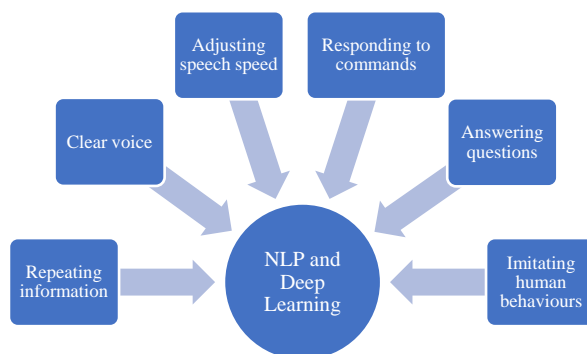 Adjusting
speech speed
Responding to
commands
Clear voice
Answering
questions
Repeating
information
NLP and
Deep
Learning
Imitating
human
behaviours